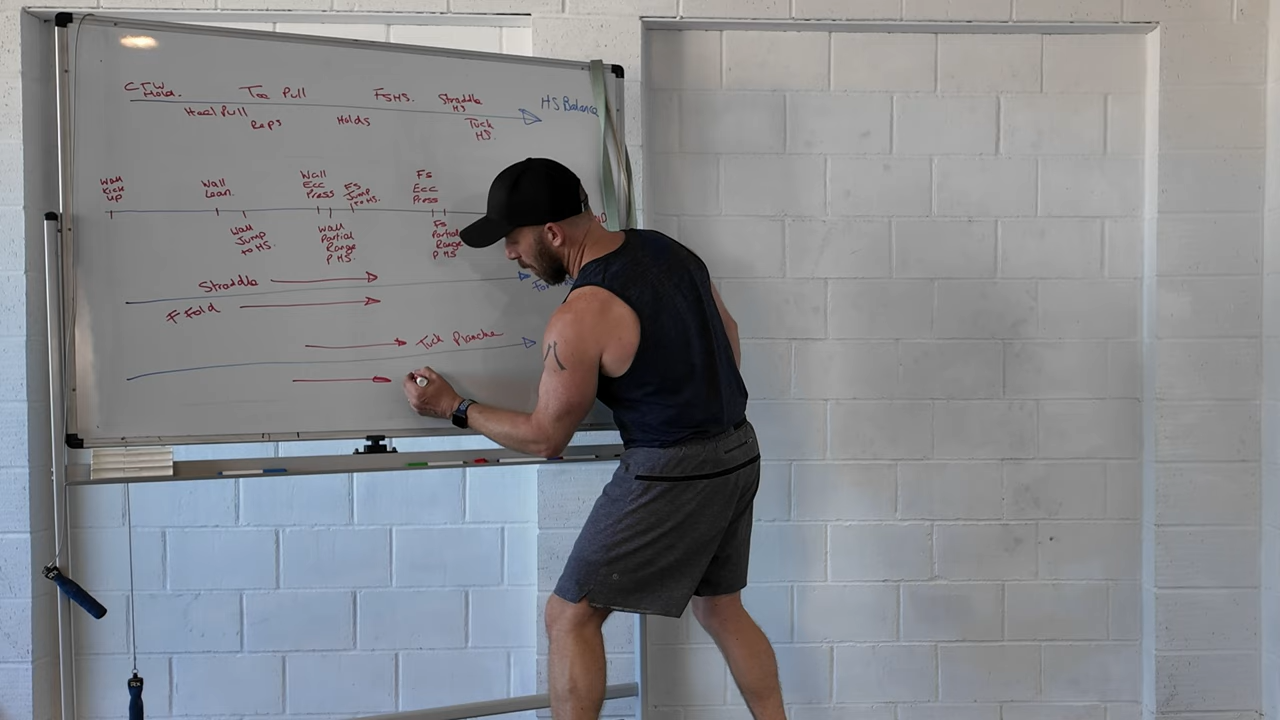 CTW
Hold.
Toe Pull
FSHS.
Straddle
HS
HS Balance
Heel Pull
Reps
Holds
Tuck
HS.
Wall
Kick
up
Wall
Lean.
Wall
Ecc
Press
FS
Jump
to HS.
FS
Ecc
Press
Wall
Jump
to HS.
Wall
Partial
Range
P HS.
FS
Partial
Range
P HS
Straddle
F Fold
Tuck Planche